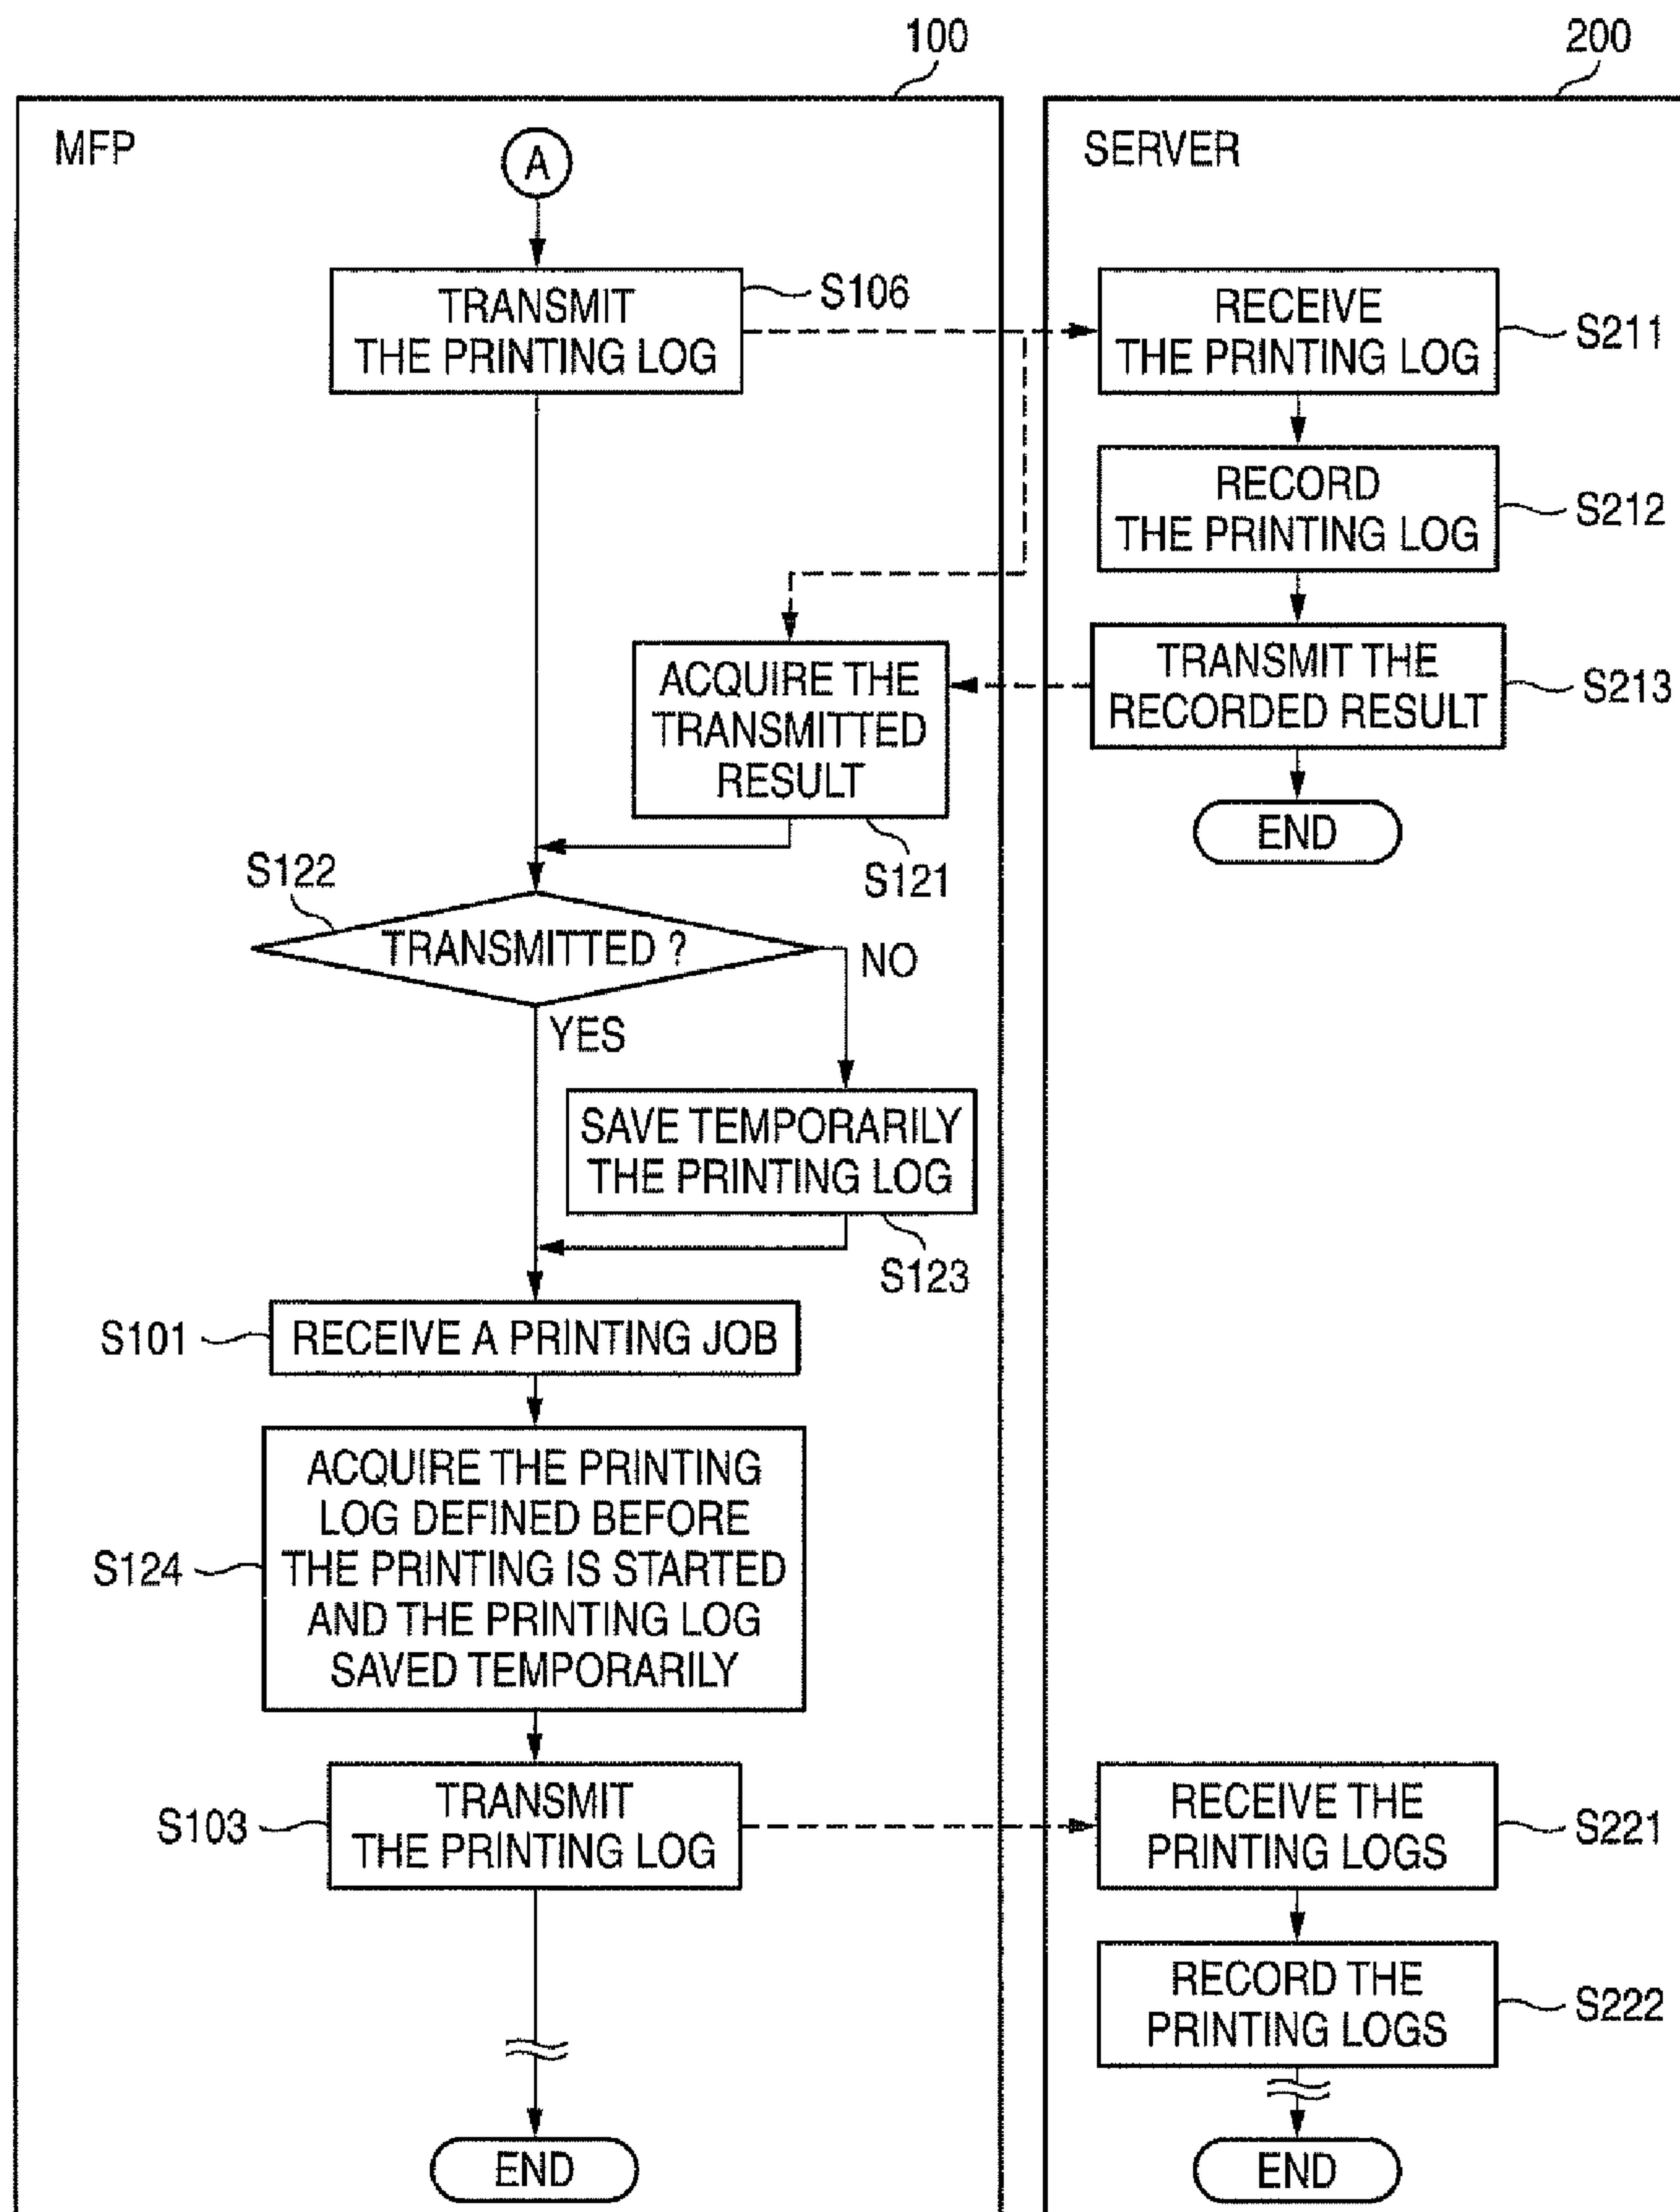 100
200
MFP
SERVER
A
TRANSMIT
THE PRINTING LOG
S106
RECEIVE
THE PRINTING LOG
S211
RECORD
THE PRINTING LOG
S212
TRANSMIT THE
RECORDED RESULT
S213
END
ACQUIRE THE
TRANSMITTED
RESULT
S121
S122
TRANSMITTED ?
NO
YES
SAVE TEMPORARILY
THE PRINTING LOG
S123
S101
RECEIVE A PRINTING JOB
S124
ACQUIRE THE PRINTING
LOG DEFINED BEFORE
THE PRINTING IS STARTED
AND THE PRINTING LOG
SAVED TEMPORARILY
S103
TRANSMIT
THE PRINTING LOG
RECEIVE THE
PRINTING LOGS
S221
RECORD THE
PRINTING LOGS
S222
END
END